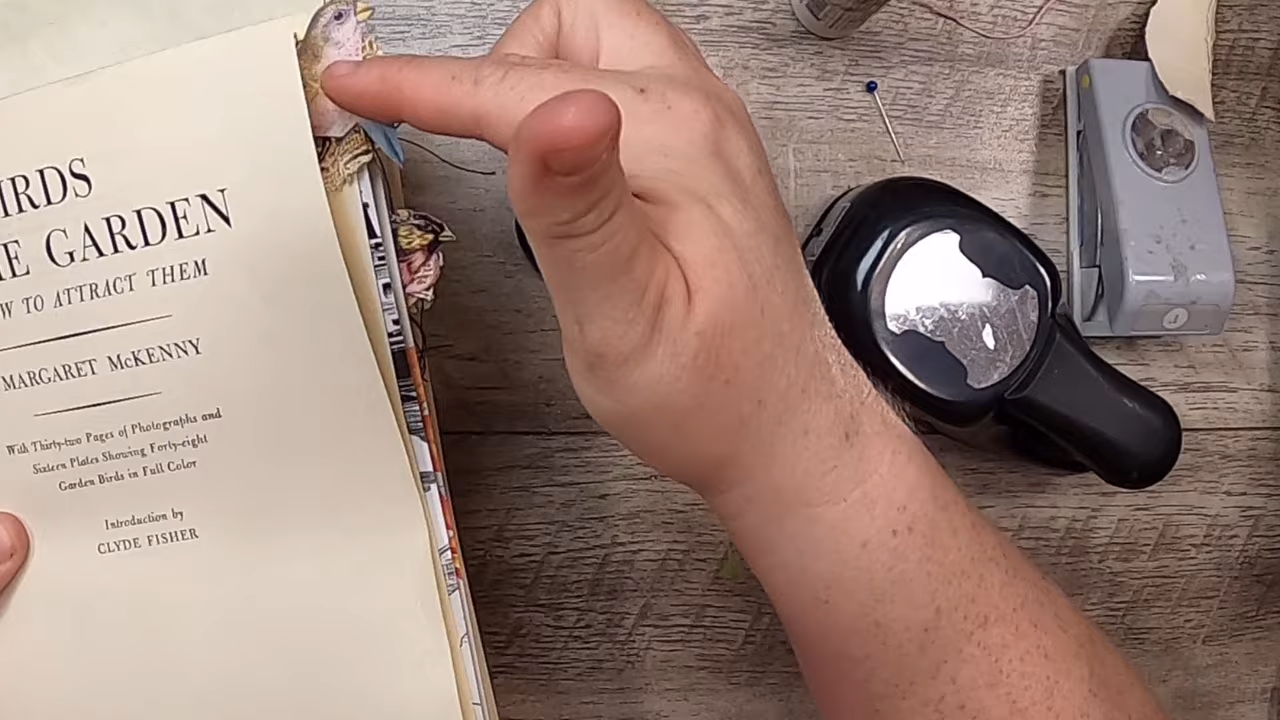 IRDS
E GARDEN
W TO ATTRACT THEM
MARGARET McKENNY
With Thirty-two Pages of Photographs and
Sixteen Plates Showing Forty-eight
Garden Birds in Full Color
Introduction by
CLYDE FISHER